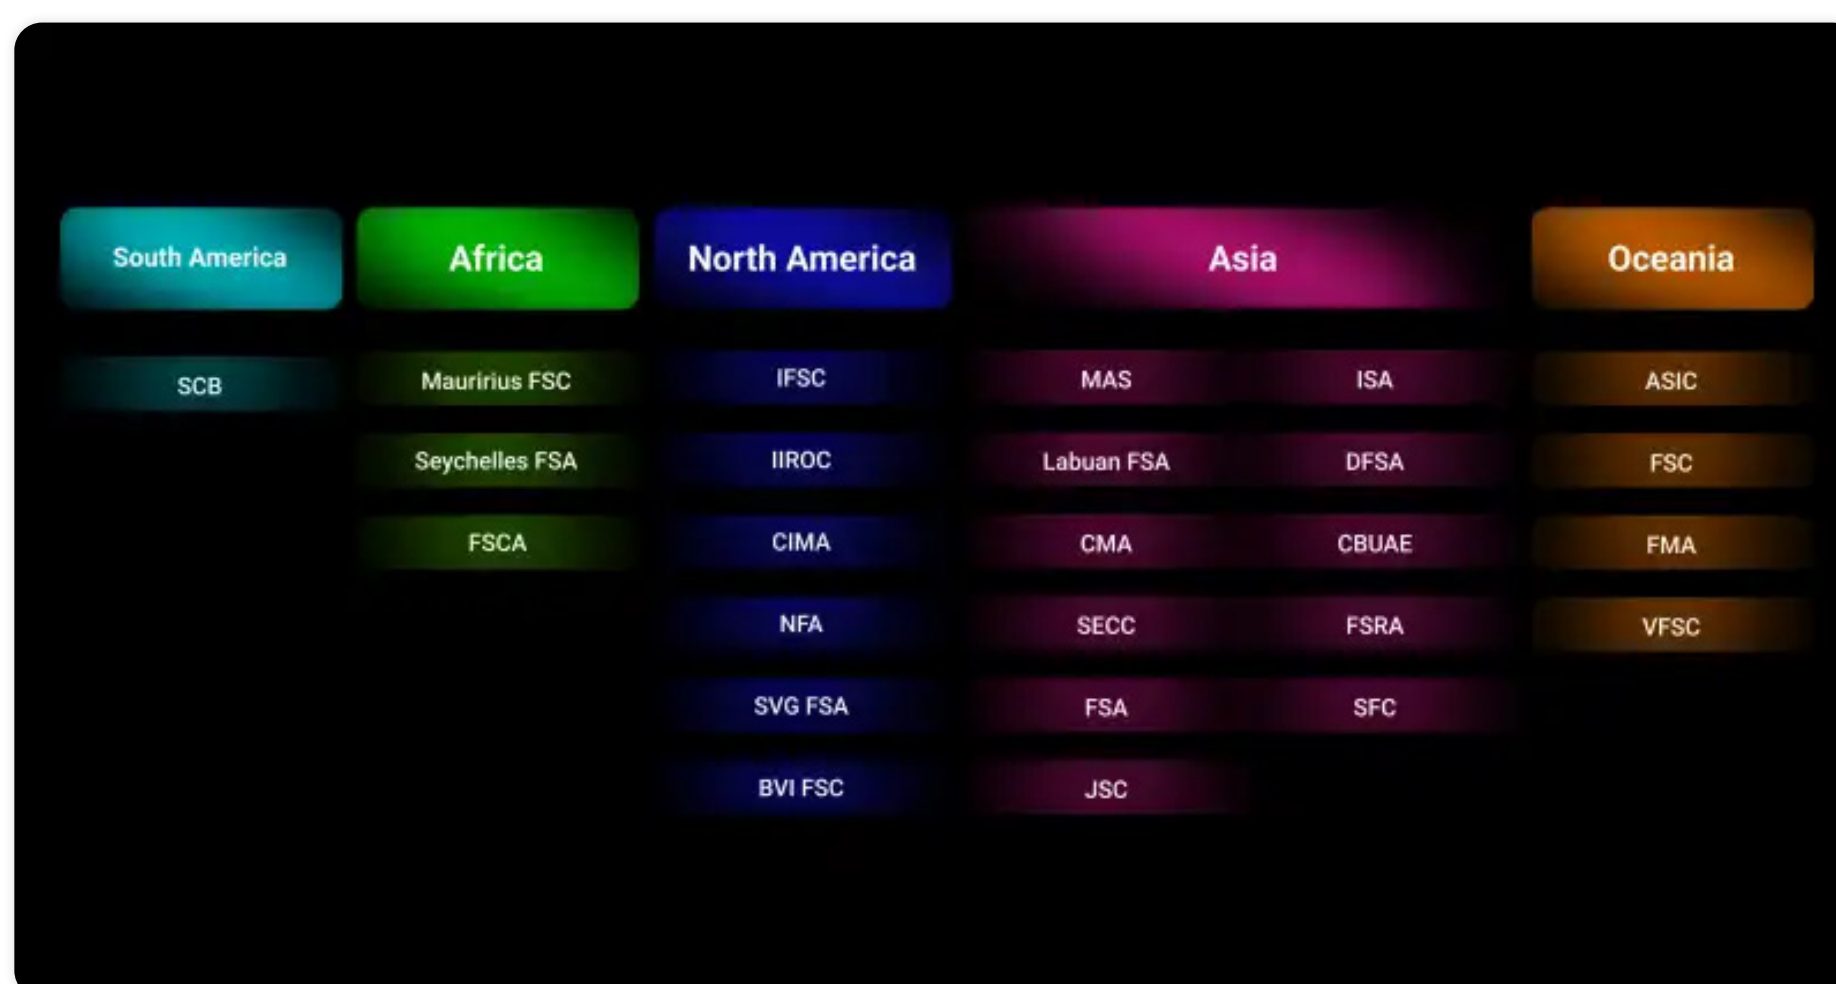 South America
Africa
North America
Asia
Oceania
SCB
Mauririus FSC
IFSC
MAS
ISA
ASIC
Seychelles FSA
IIROC
Labuan FSA
DFSA
FSC
FSCA
CIMA
CMA
CBUAE
FMA
NFA
SECC
FSRA
VFSC
SVG FSA
FSA
SFC
BVI FSC
JSC